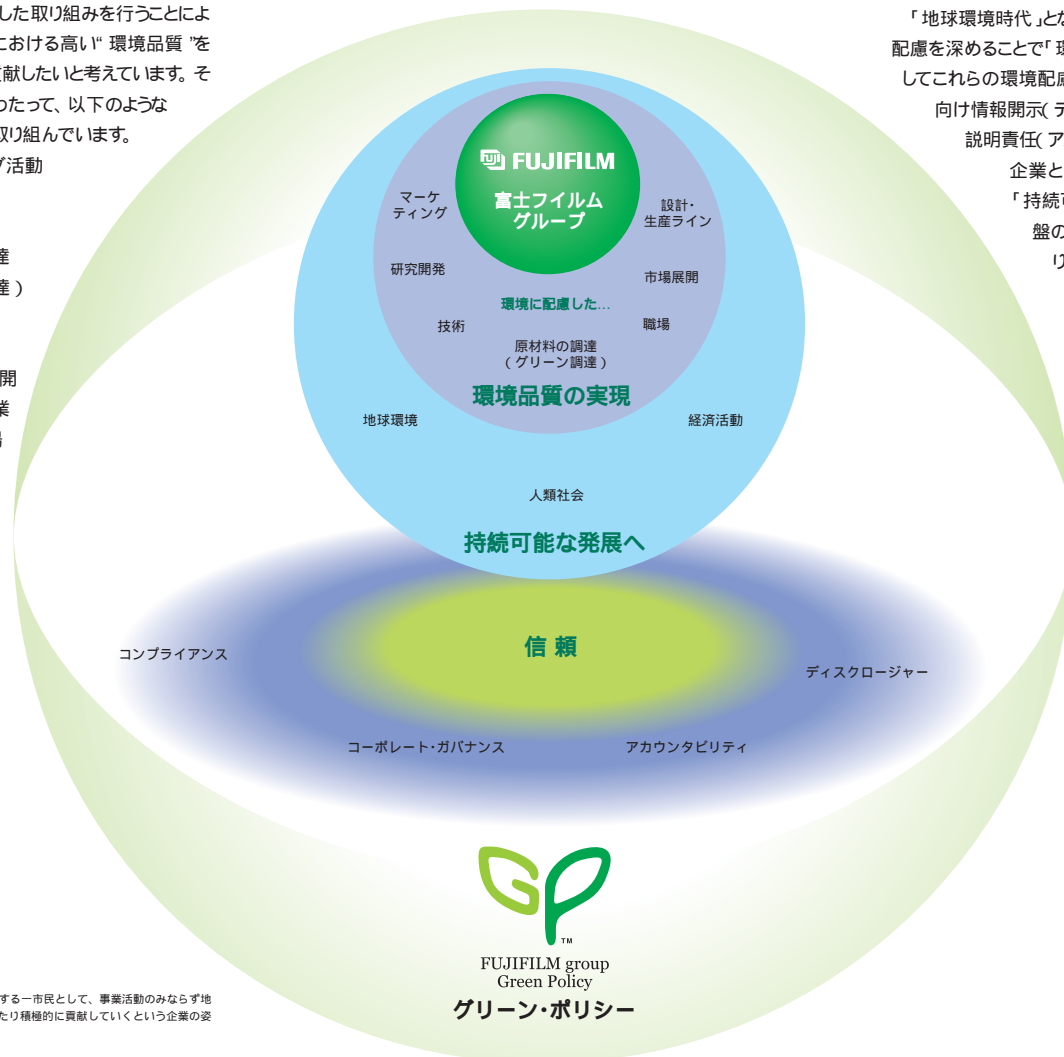 した取り組みを行うことによ
における高い“環境品質”を
献したいと考えています。そ
わたって、以下のような
取り組んでいます。
グ活動
達
達)
開
業
「地球環境時代」とな
配慮を深めることで「環
してこれらの環境配慮
向け情報開示(デ
説明責任(ア
企業と
「持続可
盤の
り
FUJI FUJIFILM
富士フイルム
グループ
マーケ
ティング
設計・
生産ライン
研究開発
市場展開
環境に配慮した…
技術
職場
原材料の調達
(グリーン調達)
環境品質の実現
地球環境
経済活動
人類社会
持続可能な発展へ
信頼
コンプライアンス
ディスクロージャー
コーポレート・ガバナンス
アカウンタビリティ
GP
TM
FUJIFILM group
Green Policy
グリーン・ポリシー
する一市民として、事業活動のみならず地
たり積極的に貢献していくという企業の姿